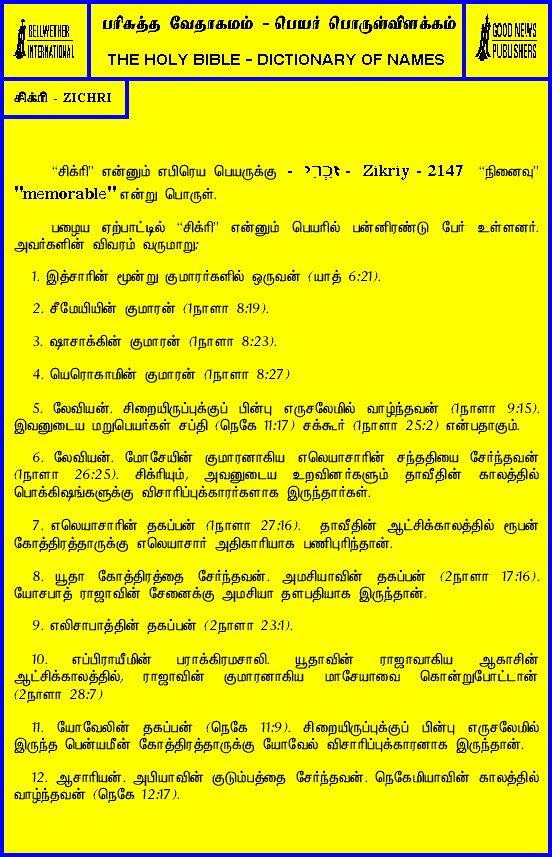 BELLWETHER
INTERNATIONAL
பரிசுத்த வேதாகமம் - பெயர் பொருள்விளக்கம்
THE HOLY BIBLE - DICTIONARY OF NAMES
GOOD NEWS
PUBLISHERS
சிக்ரி - ZICHRI
“சிக்ரி” என்னும் எபிரெய பெயருக்கு - זִכְרִי - Zikriy - 2147 “நினைவு”
"memorable" என்று பொருள்.
பழைய ஏற்பாட்டில் “சிக்ரி” என்னும் பெயரில் பன்னிரண்டு பேர் உள்ளனர்.
அவர்களின் விவரம் வருமாறு:
1. இத்சாரின் மூன்று குமாரர்களில் ஒருவன் (யாத் 6:21).
2. சீமேயியின் குமாரன் (1நாளா 8:19).
3. ஷாசாக்கின் குமாரன் (1நாளா 8:23).
4. யெரொகாமின் குமாரன் (1நாளா 8:27)
5. லேவியன். சிறையிருப்புக்குப் பின்பு எருசலேமில் வாழ்ந்தவன் (1நாளா 9:15).
இவனுடைய மறுபெயர்கள் சப்தி (நெகே 11:17) சக்கூர் (1நாளா 25:2) என்பதாகும்.
6. லேவியன். மோசேயின் குமாரனாகிய எலெயாசாரின் சந்ததியை சேர்ந்தவன்
(1நாளா 26:25). சிக்ரியும், அவனுடைய உறவினர்களும் தாவீதின் காலத்தில்
பொக்கிஷங்களுக்கு விசாரிப்புக்காரர்களாக இருந்தார்கள்.
7. எலெயாசாரின் தகப்பன் (1நாளா 27:16). தாவீதின் ஆட்சிக்காலத்தில் ரூபன்
கோத்திரத்தாருக்கு எலெயாசார் அதிகாரியாக பணிபுரிந்தான்.
8. யூதா கோத்திரத்தை சேர்ந்தவன். அமசியாவின் தகப்பன் (2நாளா 17:16).
யோசபாத் ராஜாவின் சேனைக்கு அமசியா தளபதியாக இருந்தான்.
9. எலிசாபாத்தின் தகப்பன் (2நாளா 23:1).
10. எப்பிராயீமின் பராக்கிரமசாலி. யூதாவின் ராஜாவாகிய ஆகாசின்
ஆட்சிக்காலத்தில், ராஜாவின் குமாரனாகிய மாசேயாவை கொன்றுபோட்டான்
(2நாளா 28:7)
11. யோவேலின் தகப்பன் (நெகே 11:9). சிறையிருப்புக்குப் பின்பு எருசலேமில்
இருந்த பென்யமீன் கோத்திரத்தாருக்கு யோவேல் விசாரிப்புக்காரனாக இருந்தான்.
12. ஆசாரியன். அபியாவின் குடும்பத்தை சேர்ந்தவன். நெகேமியாவின் காலத்தில்
வாழ்ந்தவன் (நெகே 12:17).